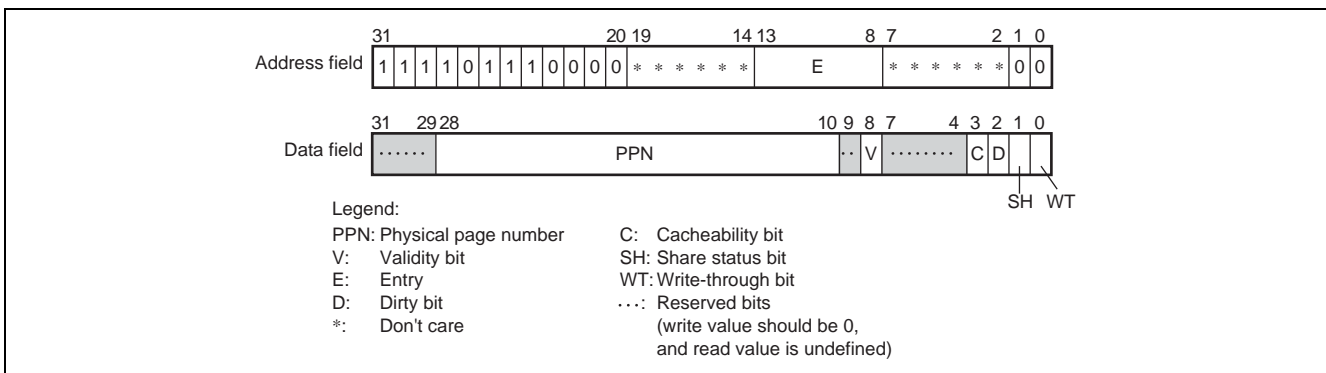 31 20 19 14 13 8 7 2 1 0
Address field 1 1 1 1 0 1 1 1 0 0 0 0 * * * * * * E * * * * * * 0 0
31 29 28 10 9 8 7 4 3 2 1 0
Data field ...... PPN .. V ........ C D
SH WT
Legend:
PPN: Physical page number C: Cacheability bit
V: Validity bit SH: Share status bit
E: Entry WT: Write-through bit
D: Dirty bit ...: Reserved bits
*: Don't care (write value should be 0,
and read value is undefined)